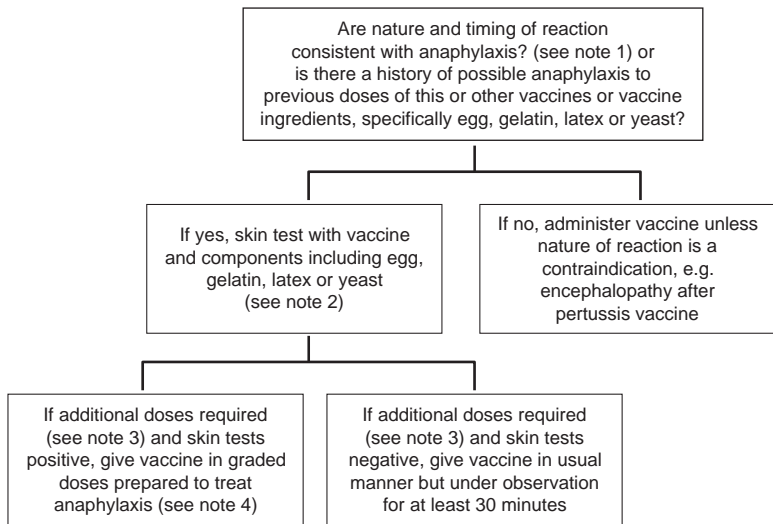 Are nature and timing of reaction
consistent with anaphylaxis? (see note 1) or
is there a history of possible anaphylaxis to
previous doses of this or other vaccines or vaccine
ingredients, specifically egg, gelatin, latex or yeast?
If yes, skin test with vaccine
and components including egg,
gelatin, latex or yeast
(see note 2)
If no, administer vaccine unless
nature of reaction is a
contraindication, e.g.
encephalopathy after
pertussis vaccine
If additional doses required
(see note 3) and skin tests
positive, give vaccine in graded
doses prepared to treat
anaphylaxis (see note 4)
If additional doses required
(see note 3) and skin tests
negative, give vaccine in usual
manner but under observation
for at least 30 minutes